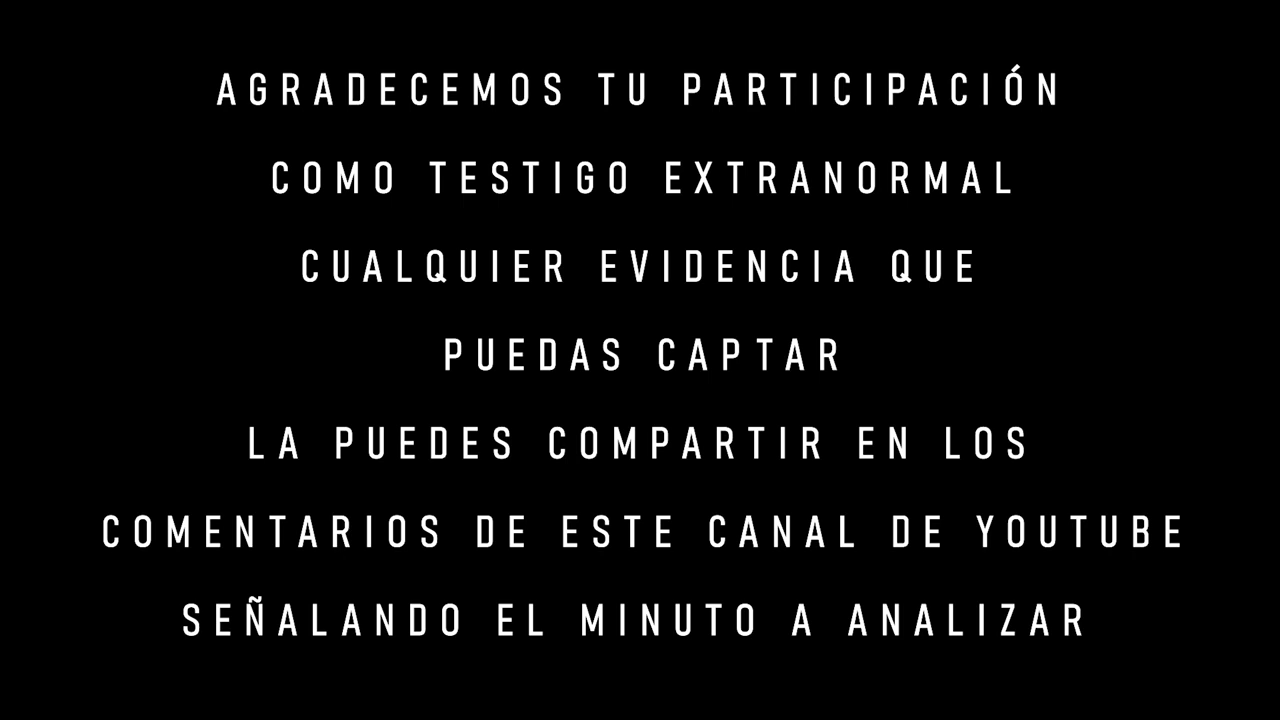 AGRADECEMOS TU PARTICIPACIÓN
COMO TESTIGO EXTRANORMAL
CUALQUIER EVIDENCIA QUE
PUEDAS CAPTAR
LA PUEDES COMPARTIR EN LOS
COMENTARIOS DE ESTE CANAL DE YOUTUBE
SEÑALANDO EL MINUTO A ANALIZAR